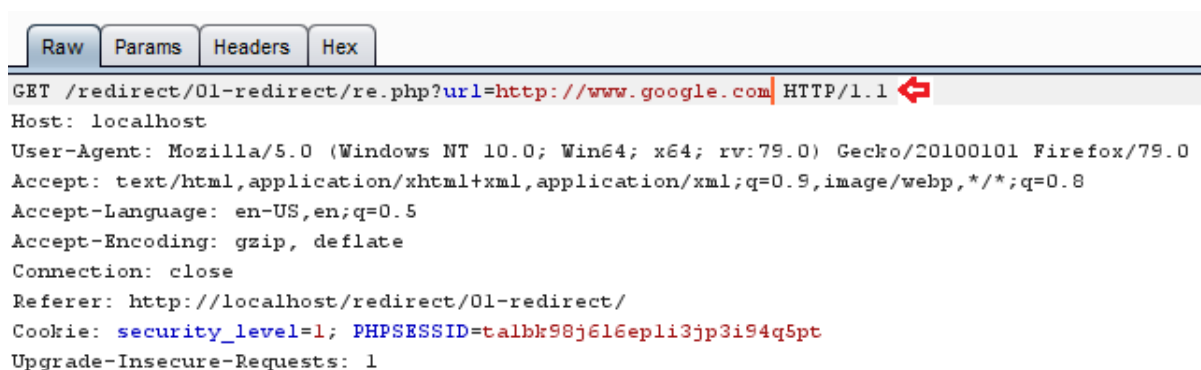 Raw Params Headers Hex
GET /redirect/01-redirect/re.php?url=http://www.google.com HTTP/1.1
Host: localhost
User-Agent: Mozilla/5.0 (Windows NT 10.0; Win64; x64; rv:79.0) Gecko/20100101 Firefox/79.0
Accept: text/html,application/xhtml+xml,application/xml;q=0.9,image/webp,*/*;q=0.8
Accept-Language: en-US,en;q=0.5
Accept-Encoding: gzip, deflate
Connection: close
Referer: http://localhost/redirect/01-redirect/
Cookie: security_level=1; PHPSESSID=talbk98j616epli3jp3i94q5pt
Upgrade-Insecure-Requests: 1